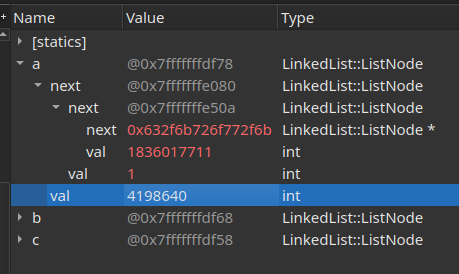 Name Value Type
[statics]
a @0x7fffffffdf78 LinkedList::ListNode
next @0x7fffffffe080 LinkedList::ListNode
next @0x7fffffffe50a LinkedList::ListNode
next 0x632f6b726f772f6b LinkedList::ListNode *
val 1836017711 int
val 1 int
val 4198640 int
b @0x7fffffffdf68 LinkedList::ListNode
c @0x7fffffffdf58 LinkedList::ListNode